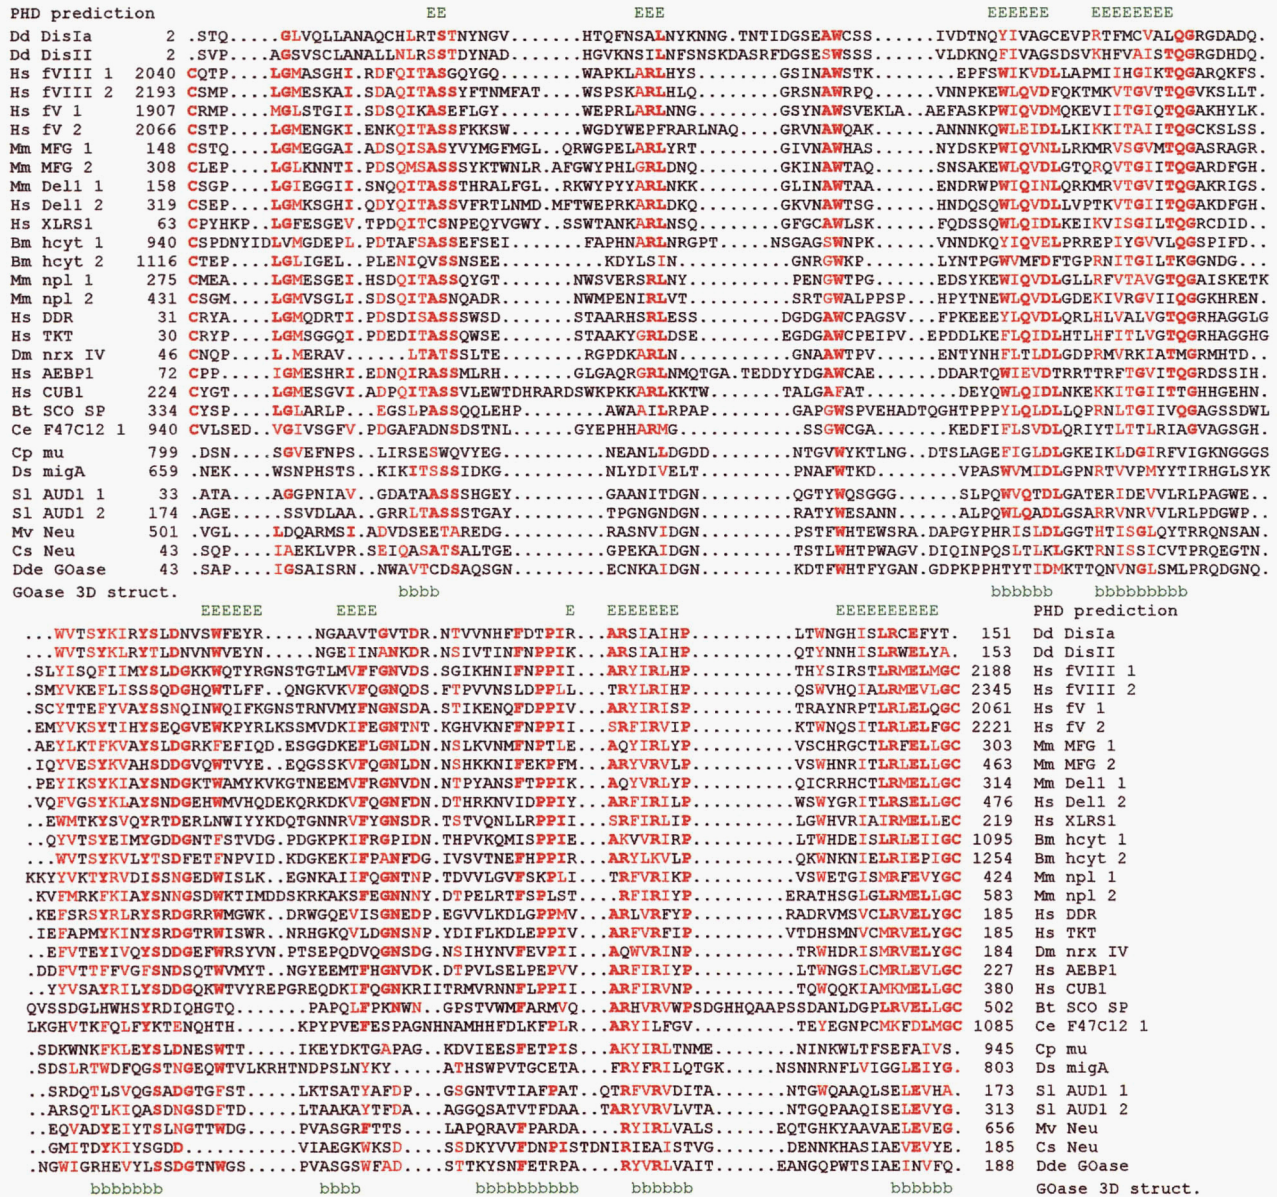 PHD prediction EE EEE EEEEEE EEEEEEEE
Dd DisIa 2 .STQ.....GLVQLLANAQCHLRTSTNYNGV.........HTQFNSALNYKNNG.TNTIDGSEAWCSSS......IVDTNQYIVAGCEVPRTFMCVALQGRGDADQ.
Dd DisII 2 .SVP....AGSVSCLANALLNLRSSTDYNAD.........HGVKNSILNFSNSKDASRFDGSEAWCSSS......VLDKNQFIVAGSEVSKHFVAISTQGRGDHDQ.
Hs fVIII 1 2040 CQTP....LGMASGHI.RDFQITASGQYGQ..........WAPKLARLHYS.......GSINAWSTK........EPFSWIKVDLLAPMIIHGIKTQGARQKFS.
Hs fVIII 2 2193 CSMP....LGMESKAI.SDAQITASSYFTNMFAT......WSPSKARLHLQ.......GRSNAWRPQ......VNNPKEWLQVDFQKTMKVTGVTTQGVKSLLT.
Hs fV 1 1907 CRMP....MGLSTGII.SDSQIKASEFLGY..........WEPRLARLNNG.......GSYNAWSVEKLA..AEFASKPWIQVDMQKEVIITGIQTQGAKHYLK.
Hs fV 2 2066 CSTP....LGMENGKI.ENKQITASSFKKSW.........WGDYWEPFRARLNAQ...GRVNAWQAK......ANNNKQWLEIDLLKIKKITAIITQGCKSLSS.
Mm MFG 1 148 CSTQ....LGMEGGAI.ADSQISASYVYMGFMGL...QRWGPELARLYRT........GIVNAWHAS......NYDSKPWIQVNLLRKMRVSGVMTQGASRAGR.
Mm MFG 2 308 CLEP....LGLKNNTI.PDSQMSASSSYKTWNLR.AFGWYPHLGRLDNQ.........GKINAWTAQ......SNSAKEWLQVDLGTQRQVTGIITQGARDFGH.
Mm Del1 1 158 CSGP....LGIEGGII.SNQQITASSTHRALFGL...RKWYPYYARLNKK........GLINAWTAA......ENDRWPWIQINLQRKMRVTGVITQGAKRIGS.
Hs Del1 2 319 CSEP....LGMKSGHI.QDYQITASSVFRTLNMD.MFTWEPRKARLDKQ.........GKVNAWTSG......HNDQSQWLQVDLLVPTKVTGIITQGAKDFGH.
Hs XLRS1 63 CPYHKP..LGFESGEV.TPDQITCSNPEQYVGWY...SSWTANKARLNSQ........GFGCAWLSK......FQDSSQWLQIDLKEIKVISGILTQGRCDID..
Bm hcyt 1 940 CSPDNYIDLVMGDEPL.PDTAFSASSEFSEI.........FAPHNARLNRGPT.....NSGAGSWNPK.....VNNDKQYIQVELPRREPIYGVVLQGSPIFD..
Bm hcyt 2 1116 CTEP....LGLIGEL..PLENIQVSSNSEE..........KDYLSIN...........GNRGWKP........LYNTPGWVMFDFTGPRNITGILTKGGNDG...
Mm npl 1 275 CMEA....LGMESGEI.HSDQITASSQYGT..........NWSVERSRLNY.......PENGWTPG.......EDSYKEWIQVDLGLLRFVTAVGTQGAISKETK
Mm npl 2 431 CSGM....LGMVSGLI.SDSQITASNQADR..........NWMPENIRLVT.......SRTGWALPPSP....HPYTNEWLQVDLGDEKIVRGVIIQGGKHREN.
Hs DDR 31 CRYA....LGMQDRTI.PDSDISASSSWSD..........STAARHSRLESS......DGDGAWCPAGSV...FPKEEEYLQVDLQRLHLVALVGTQGRHAGGLG
Hs TKT 30 CRYP....LGMSGGQI.PDEDITASSQWSE..........STAAKYGRLDSE......EGDGAWCPEIPV..EPDDLKEFLQIDLHTLHFITLVGTQGRHAGGHG
Dm nrx IV 46 CNQP....L.MERAV......LTATSSLTE..........RGPDKARLN.........GNAAWTPV.......ENTYNHFLTLDLGDPRMVRKIATMGRMHTD..
Hs AEBP1 72 CPP.....IGMESHRI.EDNQIRASSMLRH..........GLGAQRGRLNMQTGA.TEDDYYDGAWCAE....DDARTQWIEVDTRRTTRFTGVITQGRDSSIH.
Hs CUB1 224 CYGT....LGMESGVI.ADPQITASSVLEWTDHRARDSWKPKKARLKKTW........TALGAFAT.......DEYQWLQIDLNKEKKITGIITTGHHGEHN.
Bt SCO SP 334 CYSP....LGLARLP..EGSLPASSQQLEHP.........AWAAILRPAP........GAPGWSPVEHADTQGHTPPPYLQIDLLQPRNLTGIIVQGAGSSDWL
Ce F47C12 1 940 CVLSED..VGIVSGFV.PDGAFADNSDSTNL.........GYEPHHARMG.........SSGWCGA.......KEDFIFLSVDLQRIYTLTTLRIAGVAGSGH.
Cp mu 799 .DSN.....SGVEFNPS.LIRSESWQVYEG..........NEANLLDGDD........NTGVWYKTLNG..DTSLAGEFIGLDLGKEIKLDGIRFVIGKNGGGS
Ds migA 659 .NEK.....WSNPHSTS.KIKITSSSIDKG..........NLYDIVELT.........PNAFWTKD.......VPASWVMIDLGPNRTVVPMYYTIRHGLSYK
Sl AUD1 1 33 .ATA.....AGGPNIAV..GDATAASSSHGEY........GAANITDGN.........QGTYWQSGGG......SLPQWVQTDLGATERIDEVVLRLPAGWE..
Sl AUD1 2 174 .AGE.....SSVDLAA..GRRLTASSSTGAY.........TPGNGNDGN.........RATYWESANN......ALPQWLQADLGSARRVNRVVLRLPDGWP..
Mv Neu 501 .VGL....LDQARMSI.ADVDSEETAREDG..........RASNVIDGN.........PSTFWHTEWSRA.DAPGYPHRISLDLGGTHTISGLQYTRRQNSAN.
Cs Neu 43 .SQP....IAEKLVPR.SEIQASATSALTGE.........GPEKAIDGN.........TSTLWHTPWAGV.DIQINPQSLTLKLGKTRNISSICVTPRQEGTN.
Dde GOase 43 .SAP....IGSAISRN..NWAVTCDSAQSGN.........ECNKAIDGN.........KDTFWHTFYGAN.GDPKPPHTYTIDMKTTQNVNGLSMLPRQDGNQ.
GOase 3D struct. bbbb bbbbbb bbbbbbbbbb
EEEEEE EEEE E EEEEEEE EEEEEEEEEE PHD prediction
...WVTSYKIRYSLDNVSWFEYR.....NGAAVTGVTDR.NTVVNHFFDTPIR..ARSIAIHP..........LTWNGHISLRCEFYT. 151 Dd DisIa
...WVTSYKLRYTLDNVNWVEYN.....NGEIINANKDR.NSIVTINFNPPIK..ARSIAIHP..........QTYNNHISLRWELYA. 153 Dd DisII
.SLYISQFIIMYSLDGKKWQTYRGNSTGTLMVFFGNVDS.SGIKHNIFNPPII..ARYIRLHP..........THYSIRSTLRMELMGC 2188 Hs fVIII 1
.SMYVKEFLISSSQDGHQWTLFF..QNGKVKVFQGNQDS.FTPVVNSLDPPLL..TRYLRIHP..........QSWVHQIALRMEVLGC 2345 Hs fVIII 2
.SCYTTEFYVAYSSNQINWQIFKGNSTRNVMYFNGNSDA.STIKENQFDPPIV..ARYIRISP..........TRAYNRPTLRLELQGC 2061 Hs fV 1
.EMYVKSYTIHYSEQGVEWKPYRLKSSMVDKIFEGNTNT.KGHVKNFFNPPII..SRFIRVIP..........KTWNQSITLRLELFGC 2221 Hs fV 2
.AEYLKTFKVAYSLDGRKFEFIQD.ESGGDKEFLGNLDN.NSLKVNMFNPTLE..AQYIRLYP..........VSCHRGCTLRFELLGC 303 Mm MFG 1
.IQYVESYKVAHSDDGVQWTVYE..EQGSSKVFQGNLDN.NSHKKNIFEKPFM..ARYVRVLP..........VSWHNRITLRLELLGC 463 Mm MFG 2
.PEYIKSYKIAYSNDGKTWAMYKVKGTNEEMVFRGNVDN.NTPYANSFTPPIK..AQYVRLYP..........QICRRHCTLRMELLGC 314 Mm Del1 1
.VQFVGSYKLAYSNDGEHWMVHQDEKQRKDKVFQGNFDN.DTHRKNVIDPPIY..ARFIRILP..........WSWYGRITLRSELLGC 476 Hs Del1 2
..EWMTKYSVQYRTDERLNWIYYKDQTGNNRVFYGNSDR.TSTVQNLLRPPII..SRFIRLIP..........LGWHVRIAIRMELLEC 219 Hs XLRS1
..QYVTSYEIMYGDDGNTFSTVDG.PDGKPKIFRGPIDN.THPVKQMISPPIE..AKVVRIRP..........LTWHDEISLRLEIIGC 1095 Bm hcyt 1
...WVTSYKVLYTSDFETFNPVID.KDGKEKIFPANFDG.IVSVTNEFHPPIR..ARYLKVLP..........QKWNKNIELRIEPIGC 1254 Bm hcyt 2
KKYYVKTYRVDISSNGEDWISLK..EGNKAIIFQGNTNP.TDVVLGVFSKPLI..TRFVRIKP..........VSWETGISMRFEVYGC 424 Mm npl 1
.KVFMRKFKIAYSNNGSDWKTIMDDSKRKAKSFEGNNNY.DTPELRTFSPLST..RFIRIYP...........ERATHSGLGLRMELLGC 583 Mm npl 2
.KEFSRSYRLRYSRDGRRWMGWK..DRWGQEVISGNEDP.EGVVLKDLGPPMV..ARLVRFYP..........RADRVMSVCLRVELYGC 185 Hs DDR
.IEFAPMYKINYSRDGTRWISWR..NRHGKQVLDGNSNP.YDIFLKDLEPPIV..ARFVRFIP..........VTDHSMNVCMRVELYGC 185 Hs TKT
..EFVTEYIVQYSDDGEFWRSYVN.PTSEPQDVQGNSDG.NSIHYNVFEVPII..AQWVRINP..........TRWHDRISMRVELYGC 184 Dm nrx IV
.DDFVTTFFVGFSNDSQTWVMYT..NGYEEMTFHGNVDK.DTPVLSELPEPVV..ARFIRIYP..........LTWNGSLCMRLEVLGC 227 Hs AEBP1
.YYVSAYRILYSDDGQKWTVYREPGREQDKIFQGNKRIITRMVRNNFLPPII..ARFIRVNP...........TQWQQKIAMKMELLGC 380 Hs CUB1
QVSSDGLHWHSYRDIQHGTQ........PAPQLFPKNWN..GPSTVWMFARMVQ..ARHVRVWPSDGHHQAAPSSDANLDGPLRVELLGC 502 Bt SCO SP
LKGHVTKFQLFYKTENQHTH........KPYPVEFESPAGNHNAMHHFDLKFPLR..ARYILFGV..........TEYEGNPCMKFDLMGC 1085 Ce F47C12 1
.SDKWNKFKLEYSLDNESWTT.....IKEYDKTGAPAG..KDVIEESFETPIS..AKYIRLTNME........NINKWLTFSEFAIVS. 945 Cp mu
.SDSLRTWDFQGSTNGEQWTVLKRHTNDPSLNYKY....ATHSWPVTGCETA..FRYFRILQTGK.NSNNRNFLVIGGLEIYG. 803 Ds migA
..SRDQTLSVQGSADGTGFST.....LKTSATYAFDP..GSGNTVTIAFPAT..QTRFVRVDITA........NTGWQAAQLSELEVHA. 173 Sl AUD1 1
..ARSQTLKIQASDNGSDFTD.....LTAAKAYTFDA..AGGQSATVTFDAA..TARYVRVLVTA........NTGQPAAQISELEVYG. 313 Sl AUD1 2
..EQVADYEIYTSLNGTTWDG.....PVASGRFTTS...LAPQRAVFPARDA...RYIRLVALS........EQTGHKYAAVAELEVEG. 656 Mv Neu
..GMITDYKIYSGDD..........VIAEGKWKSD...SSDKYVVFDNPISTDNIRIEAISTVG........DENNKHASIAEVEVYE. 185 Cs Neu
.NGWIGRHEVYLSSDGTNWGS....PVASGSWFAD...STTKYSNFETRPA...RYVRLVAIT........EANGQPWTSIAEINVFQ. 188 Dde GOase
bbbbbbb bbbb bbbbbbbbbb bbbbbb bbbbbb GOase 3D struct.